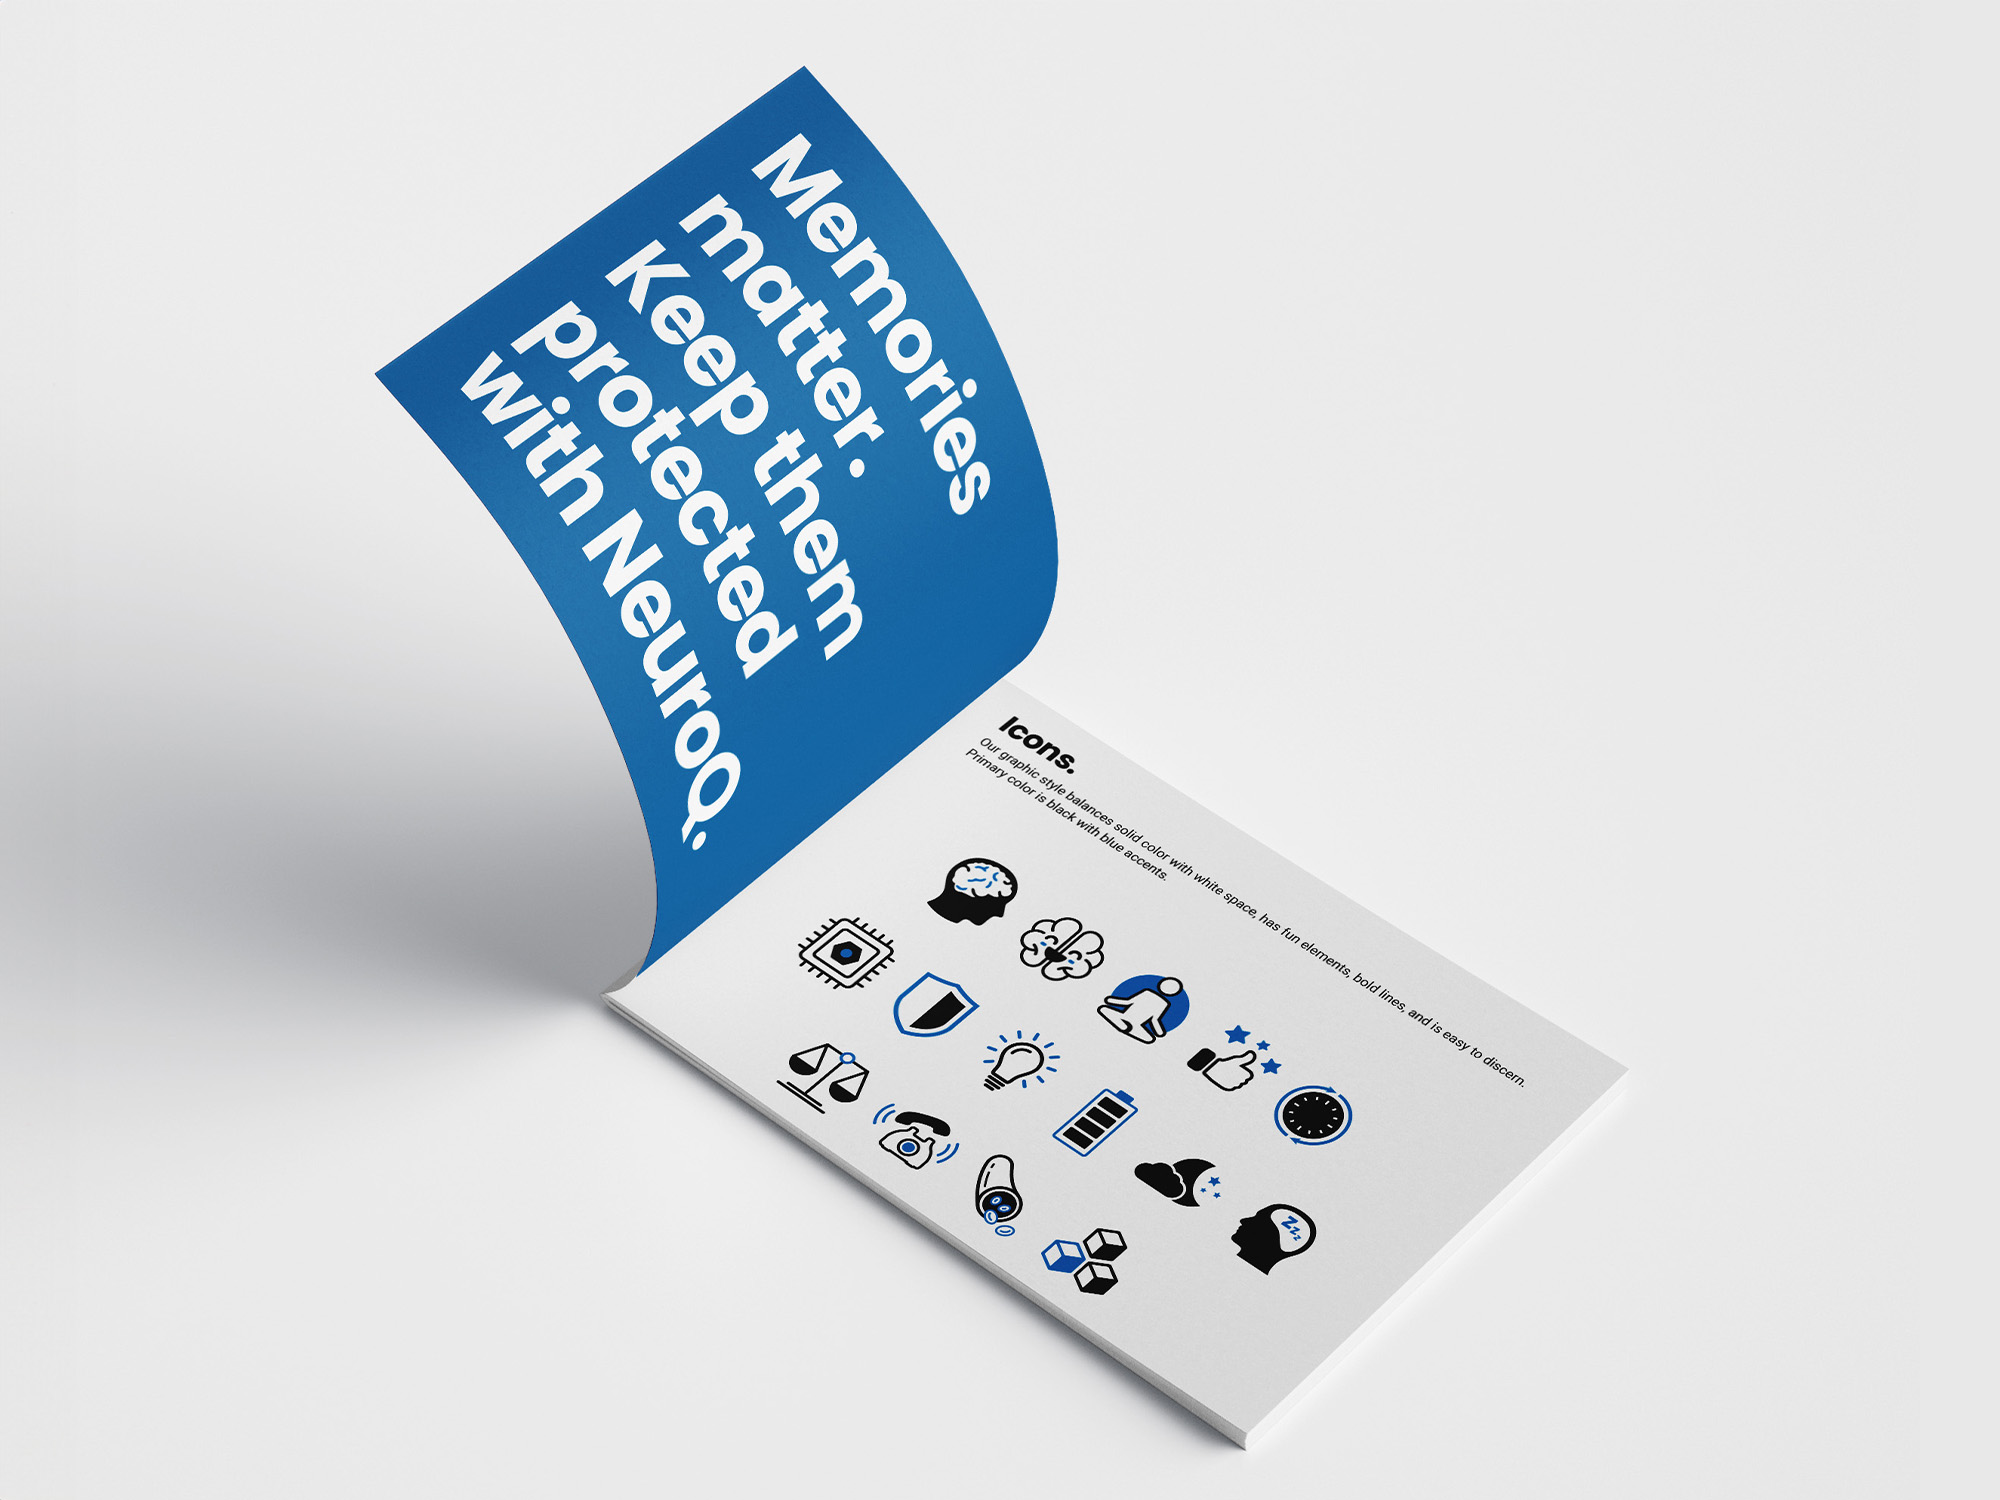 Memories
matter.
Keep them
protected
with NeuroQ.
Icons.
Our graphic style balances solid color with white space, has fun elements, bold lines, and is easy to discern.
Primary color is black with blue accents.
zzz